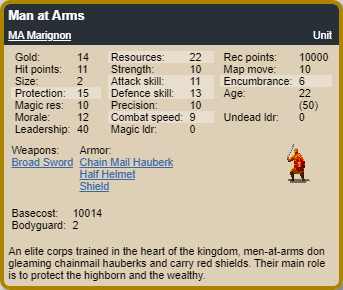 Man at Arms
MA Marignon Unit
Gold: 14 Resources: 22 Rec points: 10000
Hit points: 11 Strength: 10 Map move: 10
Size: 2 Attack skill: 11 Encumbrance: 6
Protection: 15 Defence skill: 13 Age: 22
Magic res: 10 Precision: 10 (50)
Morale: 12 Combat speed: 9 Undead ldr: 0
Leadership: 40 Magic ldr: 0
Weapons: Armor:
Broad Sword Chain Mail Hauberk
Half Helmet
Shield
Basecost: 10014
Bodyguard: 2
An elite corps trained in the heart of the kingdom, men-at-arms don
gleaming chainmail hauberks and carry red shields. Their main role
is to protect the highborn and the wealthy.